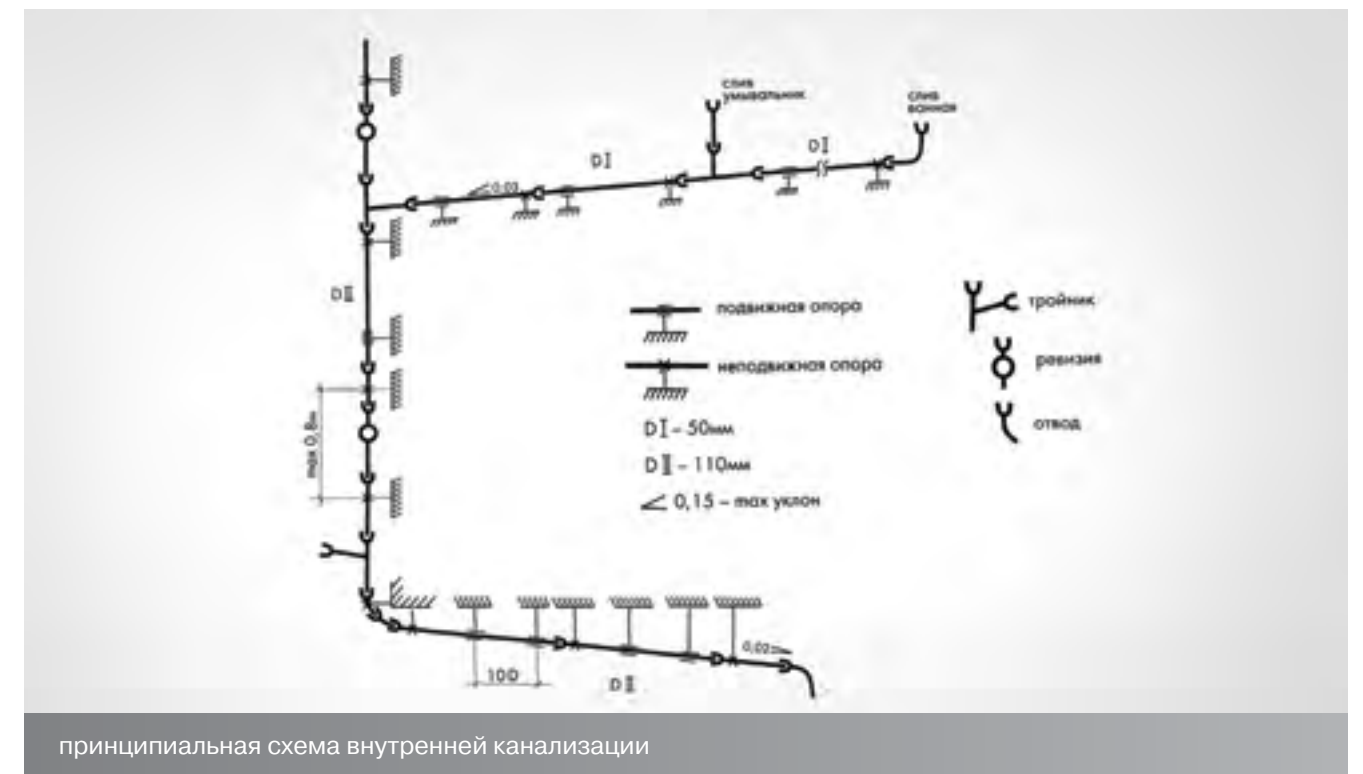 слив
умывальник
слив
ванная
DI
DI
0,03
DII
подвижная опора
тройник
неподвижная опора
ревизия
max 0,8м
DI - 50мм
отвод
DII - 110мм
0,15 - max уклон
0,02
100
DII
принципиальная схема внутренней канализации